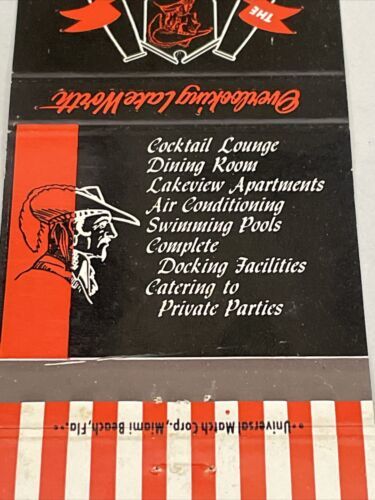 THE
Overlooking Lake Worth
Cocktail Lounge
Dining Room
Lakeview Apartments
Air Conditioning
Swimming Pools
Complete
Docking Facilities
Catering to
Private Parties
••Universal Match Corp., Miami Beach, Fla.••